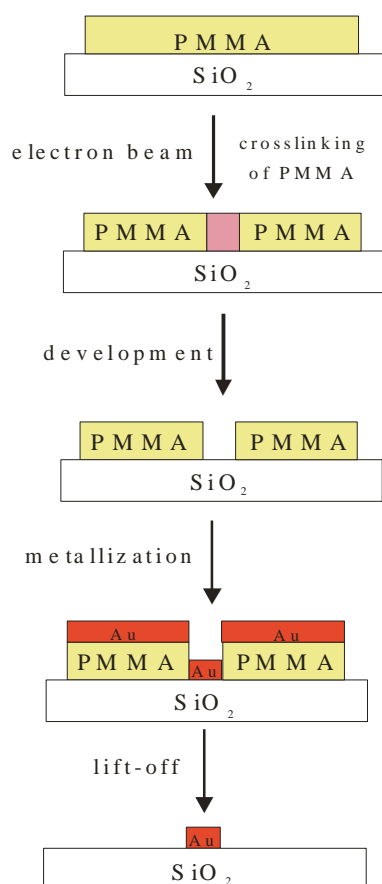 PMMA
SiO₂
electron beam
crosslinking
of PMMA
PMMA PMMA
SiO₂
development
PMMA PMMA
SiO₂
metallization
Au Au
PMMA Au PMMA
SiO₂
lift-off
Au
SiO₂